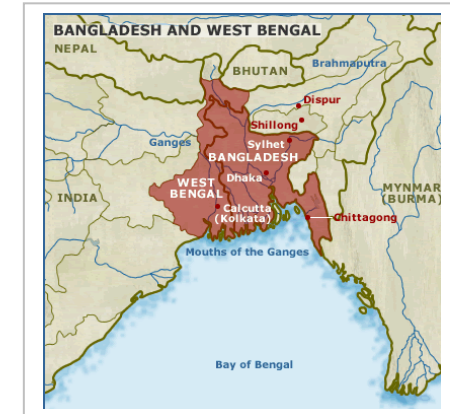 BANGLADESH AND WEST BENGAL
NEPAL
BHUTAN
Brahmaputra
Dispur
Shillong
Ganges
Sylhet
BANGLADESH
Dhaka
WEST
BENGAL
INDIA
MYNMAR
(BURMA)
Calcutta
(Kolkata)
Chittagong
Mouths of the Ganges
Bay of Bengal